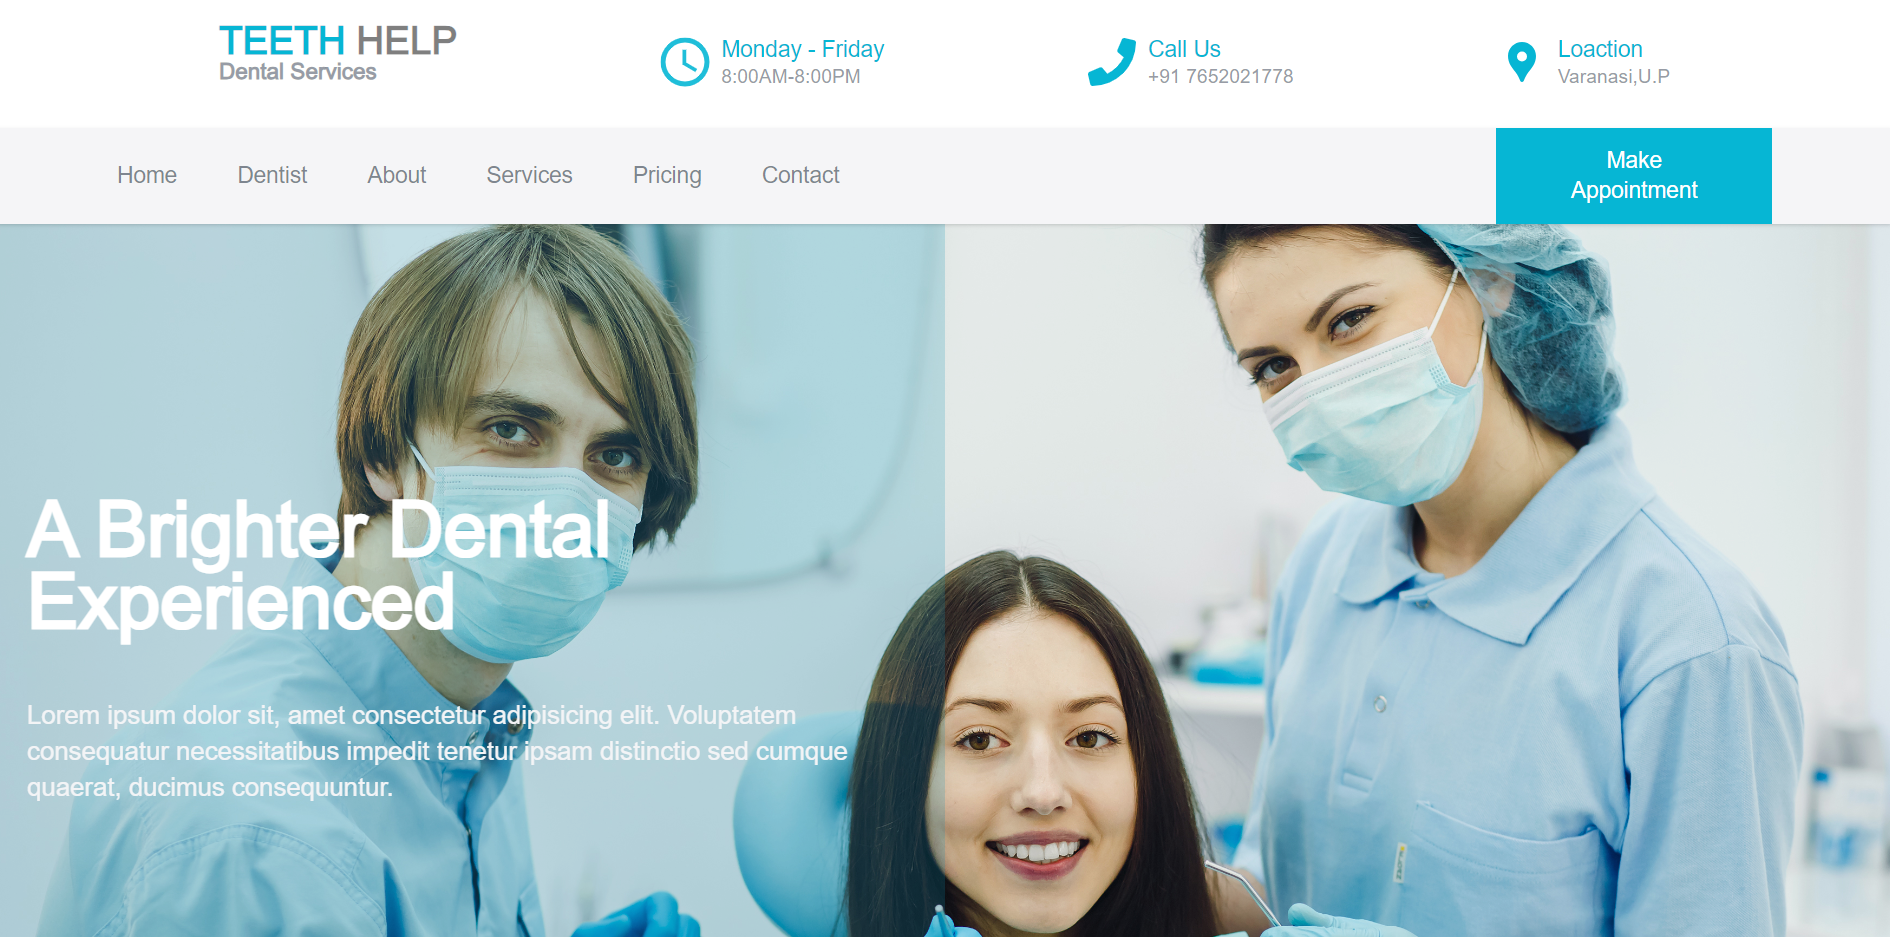 TEETH HELP
Dental Services
Monday - Friday
8:00AM-8:00PM
Call Us
+91 7652021778
Loaction
Varanasi,U.P
Home
Dentist
About
Services
Pricing
Contact
Make
Appointment
A Brighter Dental
Experienced
Lorem ipsum dolor sit, amet consectetur adipisicing elit. Voluptatem
consequatur necessitatibus impedit tenetur ipsam distinctio sed cumque
quaerat, ducimus consequuntur.